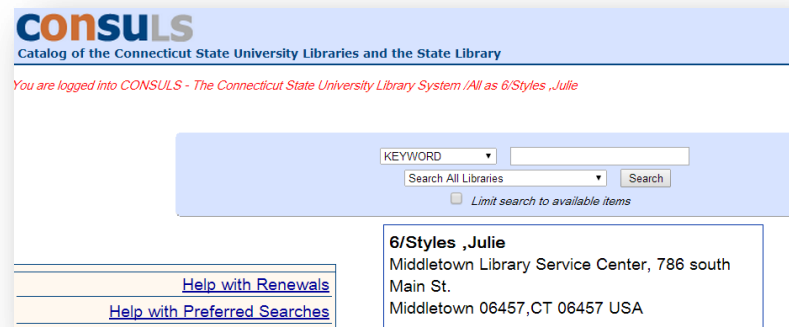 consuls
Catalog of the Connecticut State University Libraries and the State Library
You are logged into CONSULS - The Connecticut State University Library System /All as 6/Styles ,Julie
KEYWORD
Search All Libraries Search
Limit search to available items
6/Styles ,Julie
Middletown Library Service Center, 786 south
Main St.
Middletown 06457,CT 06457 USA
Help with Renewals
Help with Preferred Searches